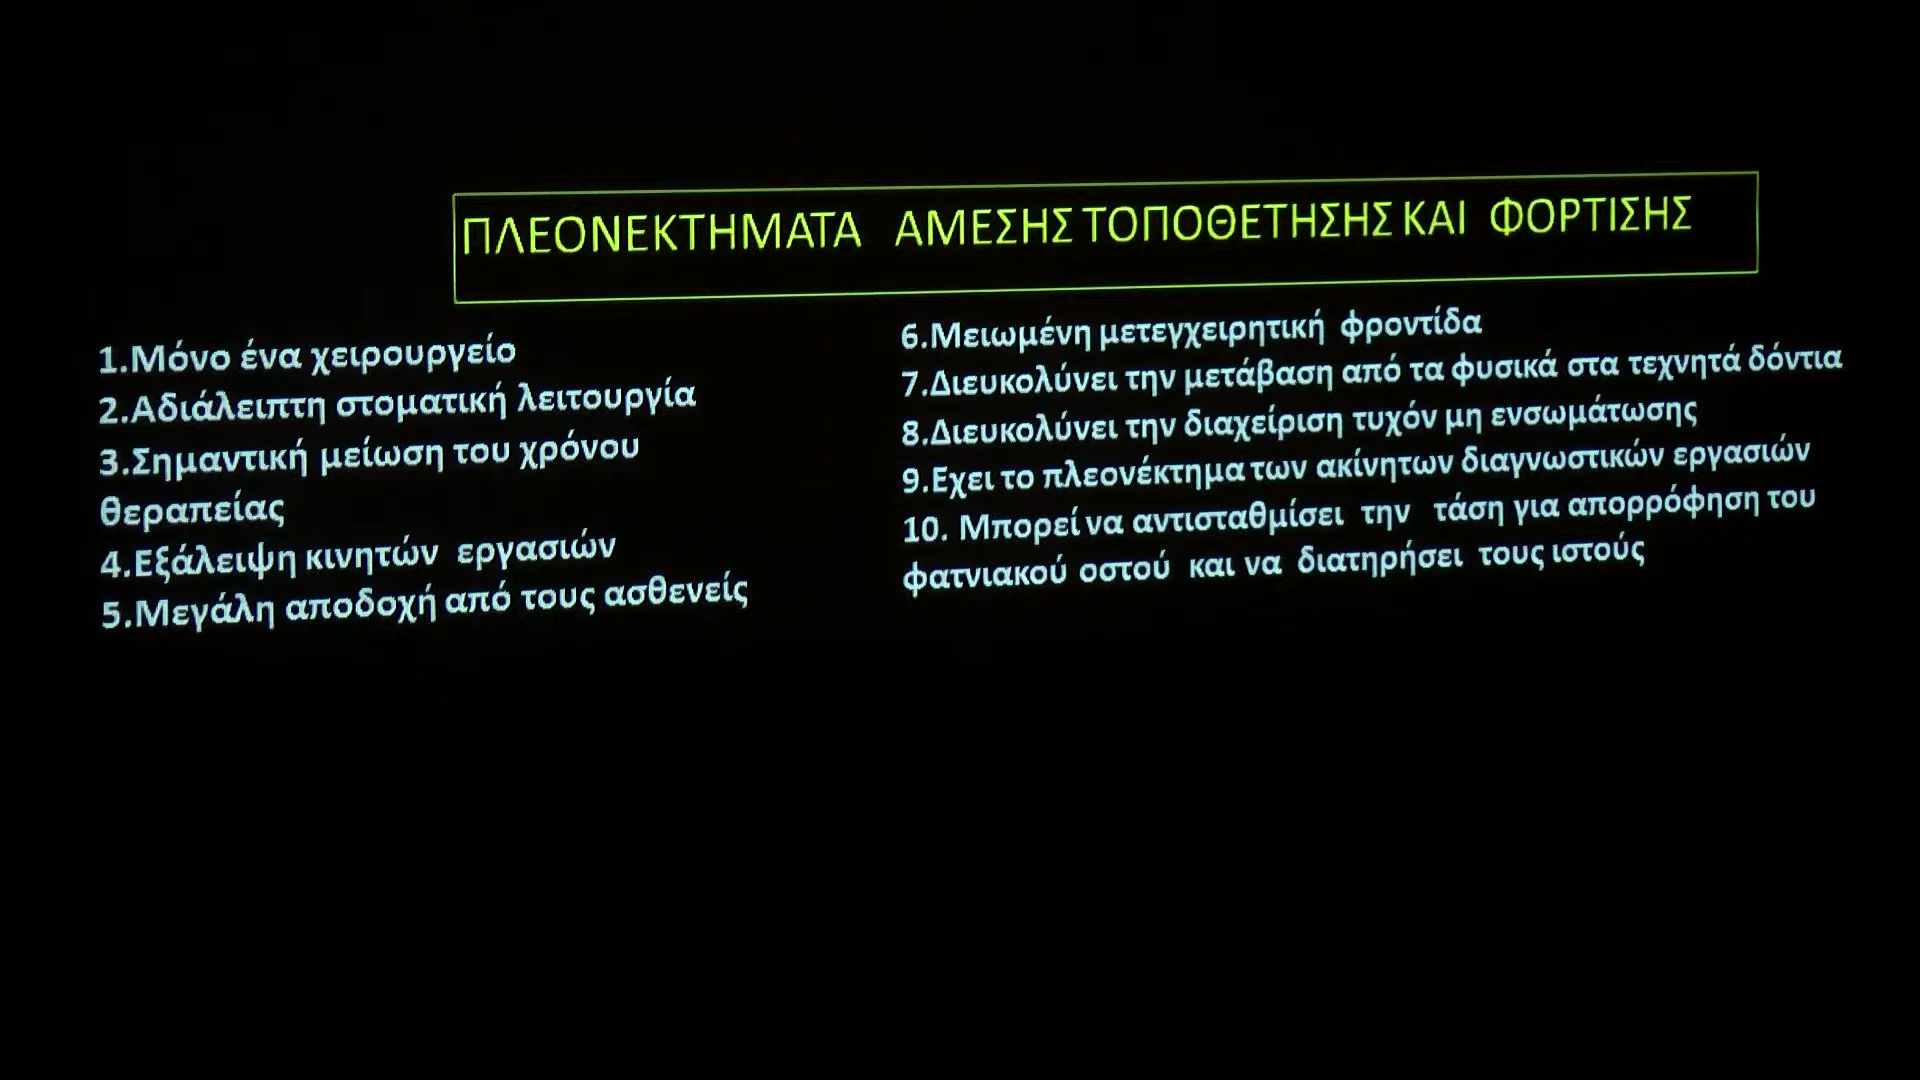 ΠΛΕΟΝΕΚΤΗΜΑΤΑ ΑΜΕΣΗΣ ΤΟΠΟΘΕΤΗΣΗΣ ΚΑΙ ΦΟΡΤΙΣΗΣ
1.Μόνο ένα χειρουργείο
2.Αδιάλειπτη στοματική λειτουργία
3.Σημαντική μείωση του χρόνου
θεραπείας
4.Εξάλειψη κινητών εργασιών
5.Μεγάλη αποδοχή από τους ασθενείς
6.Μειωμένη μετεγχειρητική φροντίδα
7.Διευκολύνει την μετάβαση από τα φυσικά στα τεχνητά δόντια
8.Διευκολύνει την διαχείριση τυχόν μη ενσωμάτωσης
9.Εχει το πλεονέκτημα των ακίνητων διαγνωστικών εργασιών
10. Μπορεί να αντισταθμίσει την τάση για απορρόφηση του
φατνιακού οστού και να διατηρήσει τους ιστούς